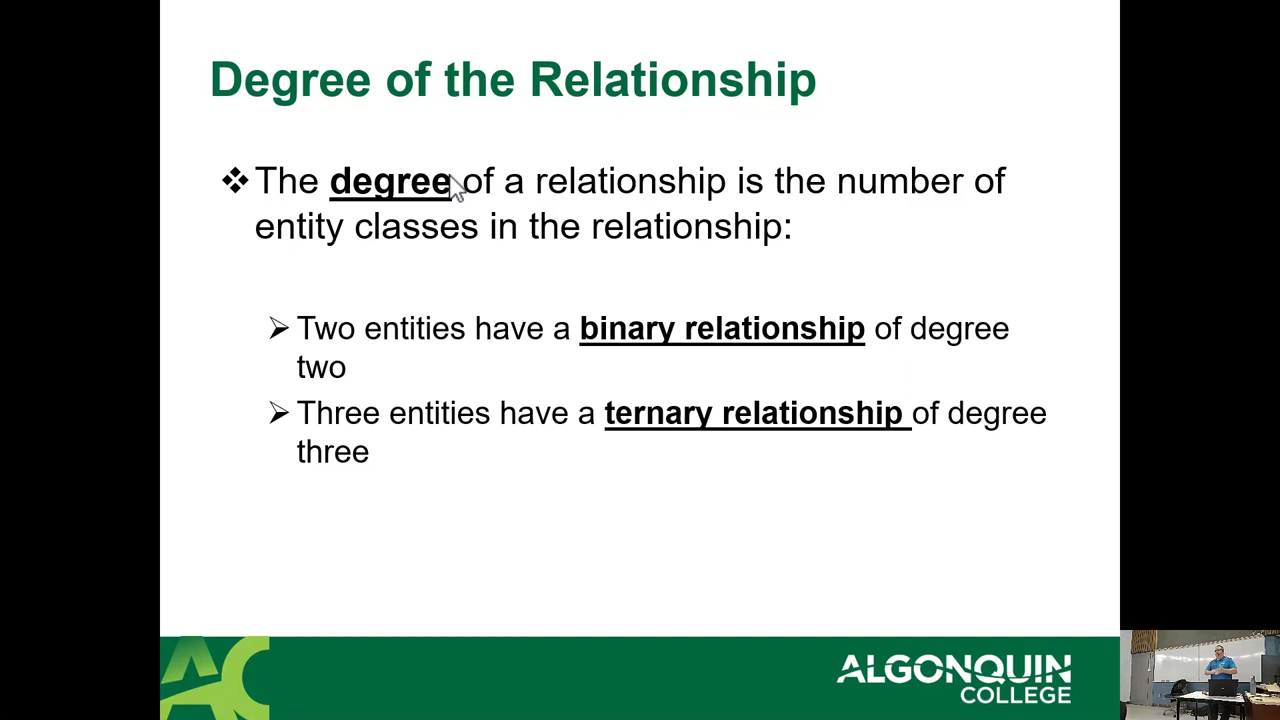 Degree of the Relationship
❖ The degree of a relationship is the number of
entity classes in the relationship:
➢ Two entities have a binary relationship of degree
two
➢ Three entities have a ternary relationship of degree
three
AC
ALGONQUIN
COLLEGE